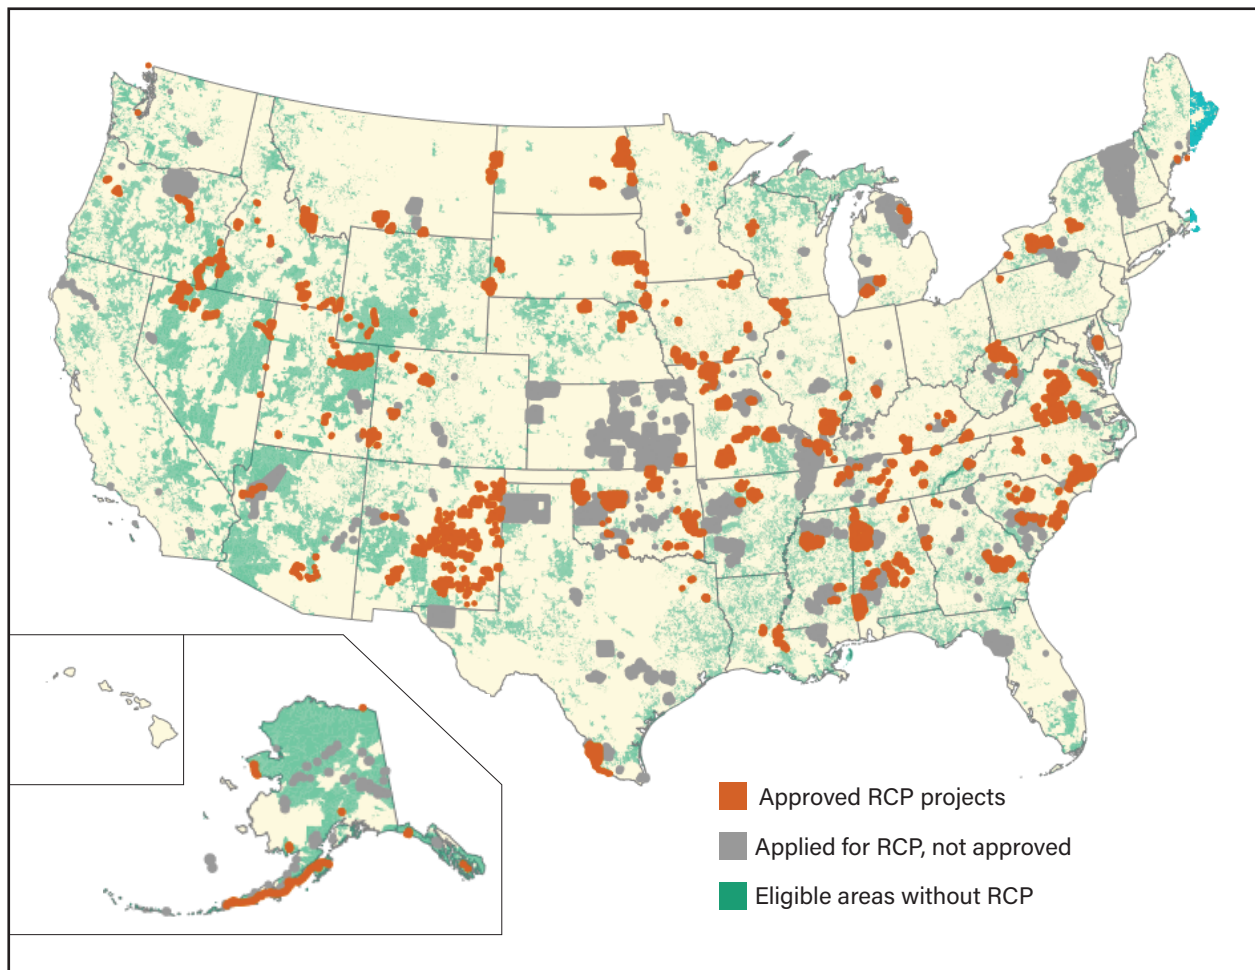 Approved RCP projects
Applied for RCP, not approved
Eligible areas without RCP